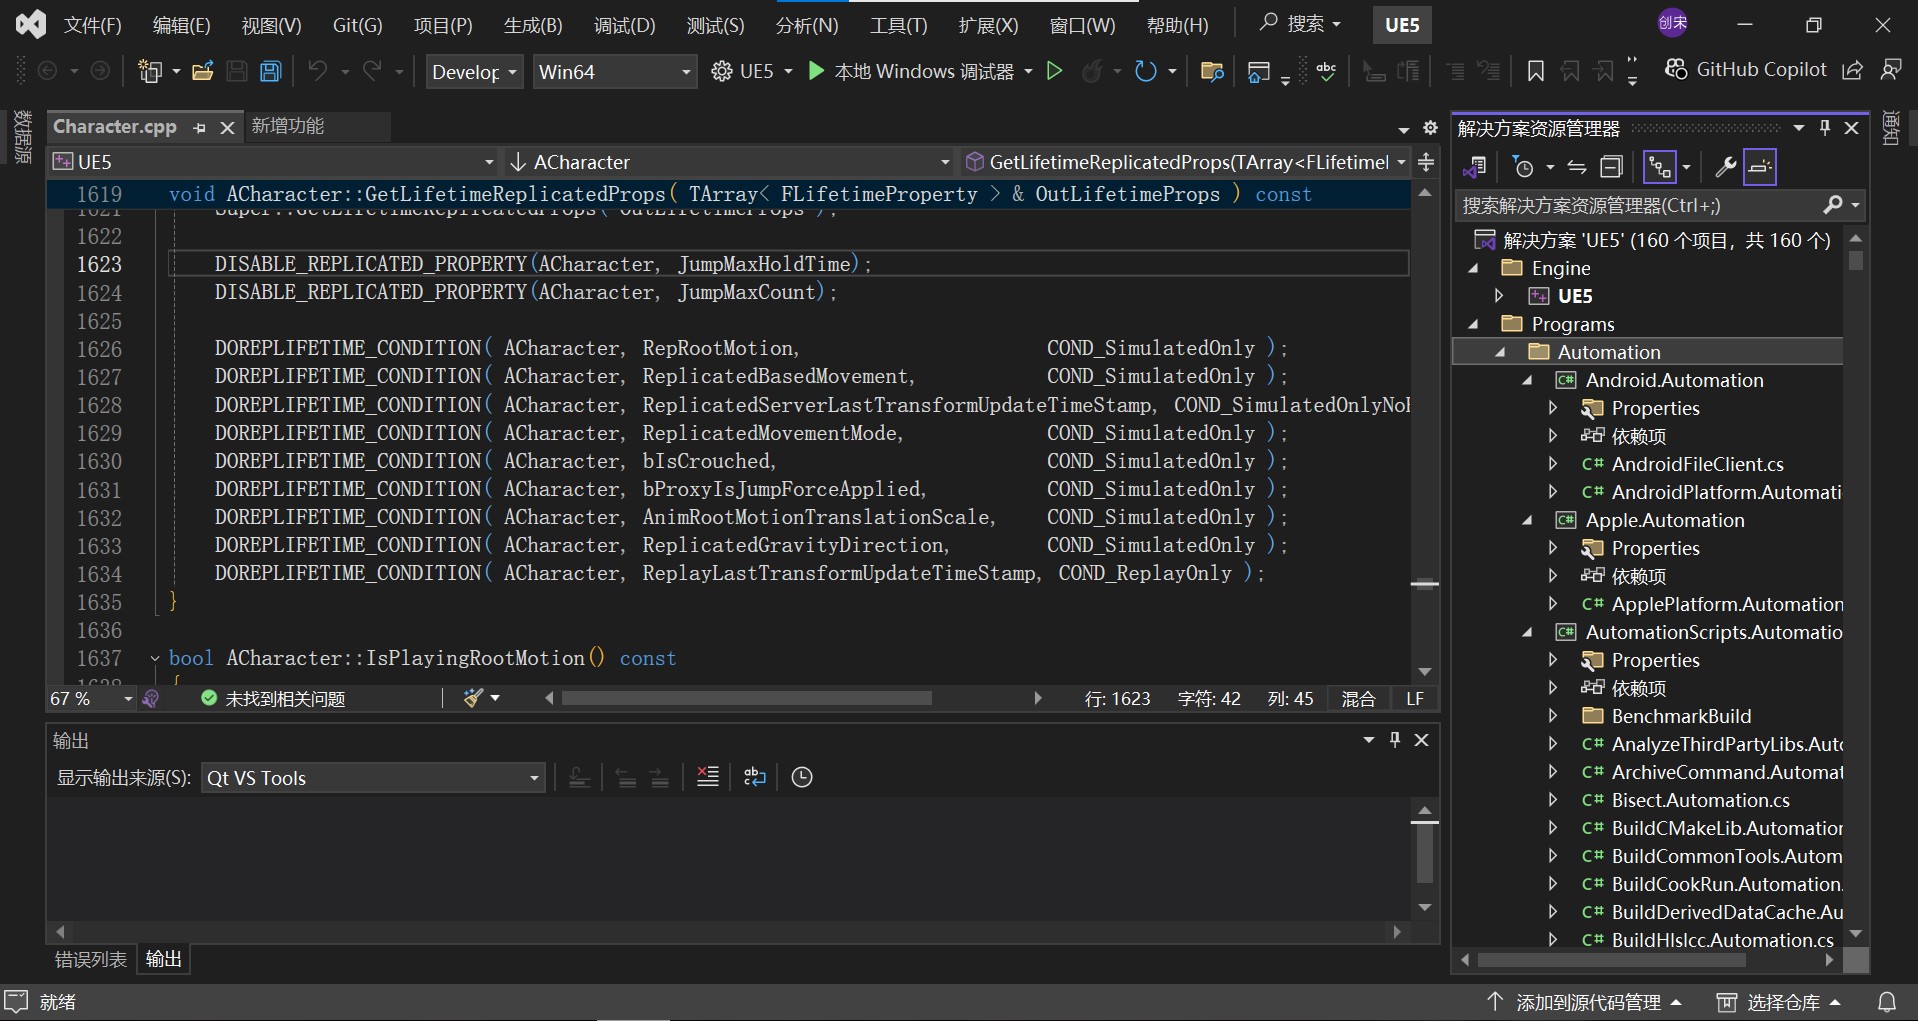 文件(F) 编辑(E) 视图(V) Git(G) 项目(P) 生成(B) 调试(D) 测试(S) 分析(N) 工具(T) 扩展(X) 窗口(W) 帮助(H) 搜索 UE5 创宋
Develop Win64 UE5 本地 Windows 调试器 GitHub Copilot
数据源
Character.cpp 新增功能
UE5 ACharacter GetLifetimeReplicatedProps(TArray<FLifetimeI
1619 void ACharacter::GetLifetimeReplicatedProps( TArray< FLifetimeProperty > & OutLifetimeProps ) const
1621 Super::GetLifetimeReplicatedProps( OutLifetimeProps );
1622
1623 DISABLE_REPLICATED_PROPERTY(ACharacter, JumpMaxHoldTime);
1624 DISABLE_REPLICATED_PROPERTY(ACharacter, JumpMaxCount);
1625
1626 DOREPLIFETIME_CONDITION( ACharacter, RepRootMotion, COND_SimulatedOnly );
1627 DOREPLIFETIME_CONDITION( ACharacter, ReplicatedBasedMovement, COND_SimulatedOnly );
1628 DOREPLIFETIME_CONDITION( ACharacter, ReplicatedServerLastTransformUpdateTimeStamp, COND_SimulatedOnlyNoR
1629 DOREPLIFETIME_CONDITION( ACharacter, ReplicatedMovementMode, COND_SimulatedOnly );
1630 DOREPLIFETIME_CONDITION( ACharacter, bIsCrouched, COND_SimulatedOnly );
1631 DOREPLIFETIME_CONDITION( ACharacter, bProxyIsJumpForceApplied, COND_SimulatedOnly );
1632 DOREPLIFETIME_CONDITION( ACharacter, AnimRootMotionTranslationScale, COND_SimulatedOnly );
1633 DOREPLIFETIME_CONDITION( ACharacter, ReplicatedGravityDirection, COND_SimulatedOnly );
1634 DOREPLIFETIME_CONDITION( ACharacter, ReplayLastTransformUpdateTimeStamp, COND_ReplayOnly );
1635 }
1636
1637 bool ACharacter::IsPlayingRootMotion() const
1638 {
67 % 未找到相关问题 行: 1623 字符: 42 列: 45 混合 LF
输出
显示输出来源(S): Qt VS Tools
错误列表 输出
解决方案资源管理器
搜索解决方案资源管理器(Ctrl+;)
解决方案 'UE5' (160 个项目，共 160 个)
Engine
UE5
Programs
Automation
Android.Automation
Properties
依赖项
C# AndroidFileClient.cs
C# AndroidPlatform.Automati
Apple.Automation
Properties
依赖项
C# ApplePlatform.Automation
AutomationScripts.Automatio
Properties
依赖项
BenchmarkBuild
C# AnalyzeThirdPartyLibs.Auto
C# ArchiveCommand.Automat
C# Bisect.Automation.cs
C# BuildCMakeLib.Automation
C# BuildCommonTools.Autom
C# BuildCookRun.Automation.
C# BuildDerivedDataCache.Au
C# BuildHlslcc.Automation.cs
通知
就绪 添加到源代码管理 选择仓库